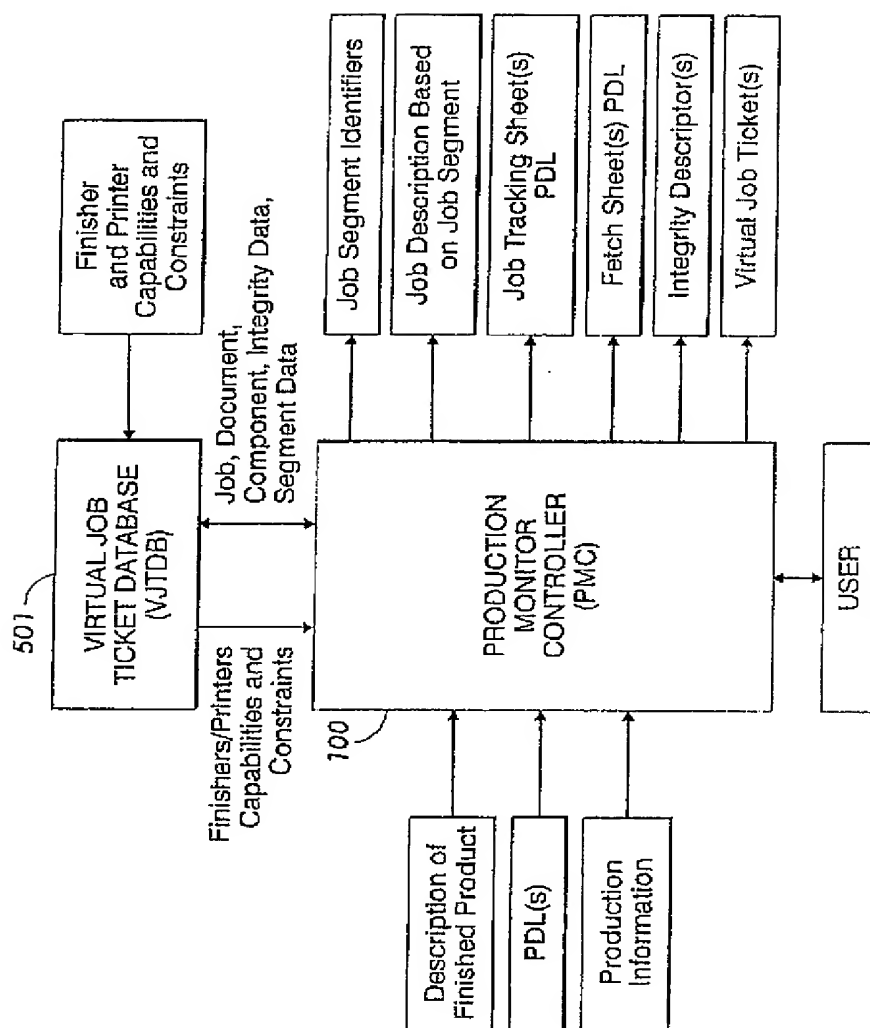 501
VIRTUAL JOB
TICKET DATABASE
(VJTDB)
Finisher
and Printer
Capabilities and
Constraints
Finishers/Printers
Capabilities and
Constraints
Job, Document,
Component, Integrity Data,
Segment Data
100
Description of
Finished Product
PDL(s)
Production
Information
PRODUCTION
MONITOR
CONTROLLER
(PMC)
Job Segment Identifiers
Job Description Based
on Job Segment
Job Tracking Sheet(s)
PDL
Fetch Sheet(s) PDL
Integrity Descriptor(s)
Virtual Job Ticket(s)
USER